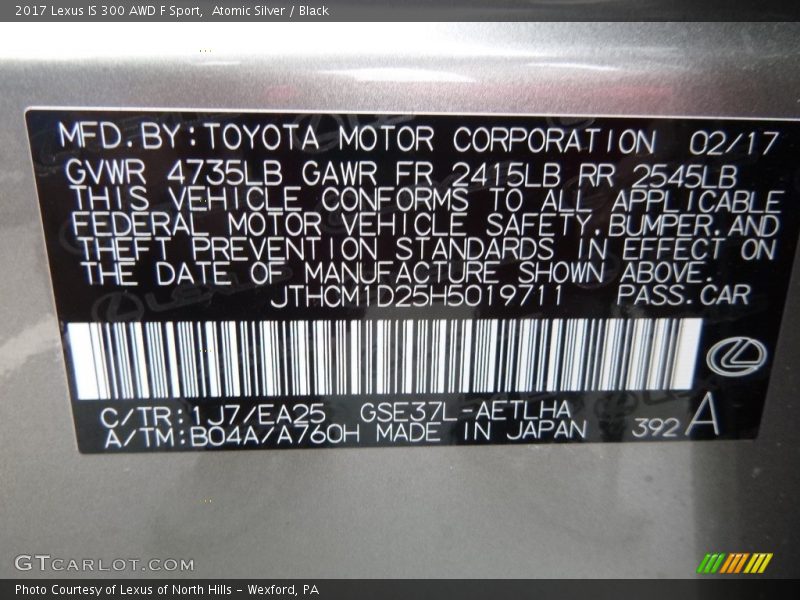 2017 Lexus IS 300 AWD F Sport,  Atomic Silver / Black
MFD.BY:TOYOTA MOTOR CORPORATION 02/17
GVWR 4735LB GAWR FR 2415LB RR 2545LB
THIS VEHICLE CONFORMS TO ALL APPLICABLE
FEDERAL MOTOR VEHICLE SAFETY.BUMPER.AND
THEFT PREVENTION STANDARDS IN EFFECT ON
THE DATE OF MANUFACTURE SHOWN ABOVE.
JTHCM1D25H5019711 PASS.CAR
C/TR:1J7/EA25 GSE37L-AETLHA
A/TM:B04A/A760H MADE IN JAPAN 392 A
GTCARLOT.COM
Photo Courtesy of Lexus of North Hills – Wexford, PA